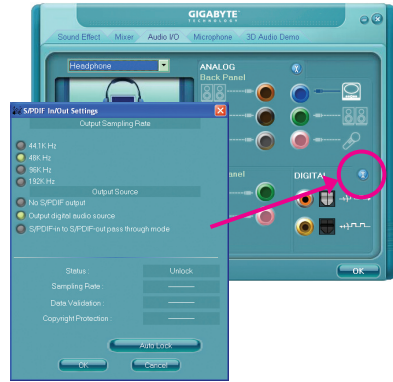 GIGABYTE
TECHNOLOGY
Sound Effect Mixer Audio I/O Microphone 3D Audio Demo
Headphone
ANALOG
Back Panel
DIGITAL
OK
S/PDIF In/Out Settings
Output Sampling Rate
44.1K Hz
48K Hz
96K Hz
192K Hz
Output Source
No S/PDIF output
Output digital audio source
S/PDIF-in to S/PDIF-out pass through mode
Status : Unlock
Sampling Rate :
Data Validation :
Copyright Protection :
Auto Lock
OK Cancel